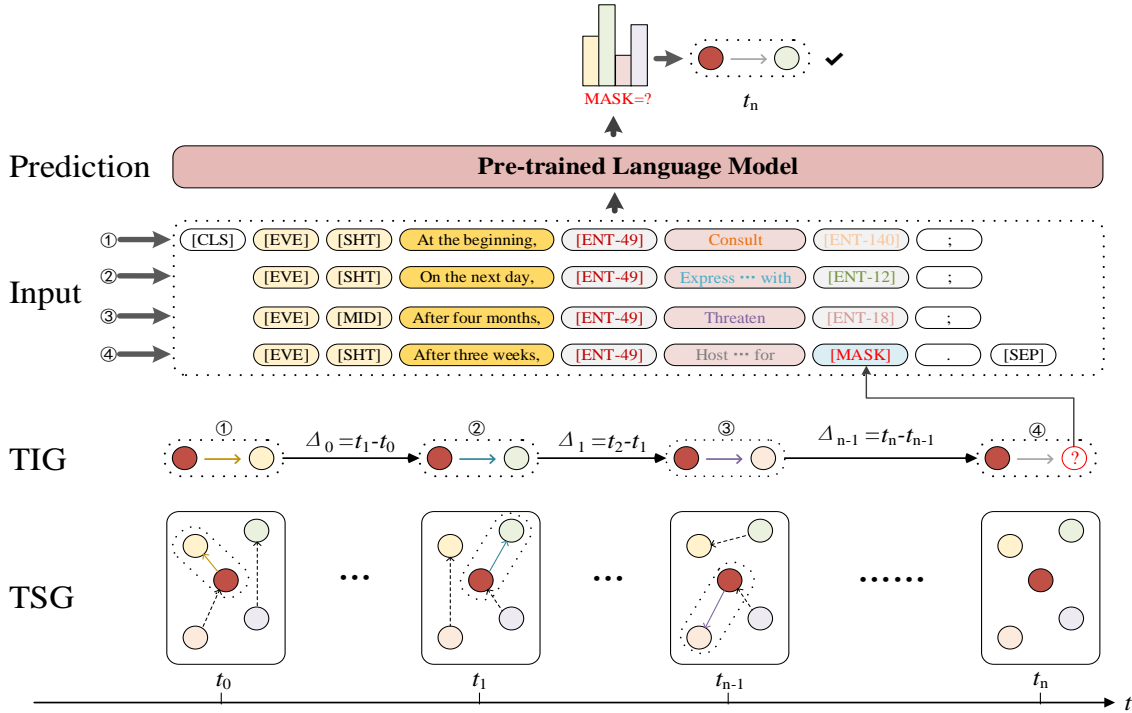 MASK=?
t_n
Prediction
Pre-trained Language Model
Input
① [CLS] [EVE] [SHT] At the beginning, [ENT-49] Consult [ENT-140] ;
② [EVE] [SHT] On the next day, [ENT-49] Express ··· with [ENT-12] ;
③ [EVE] [MID] After four months, [ENT-49] Threaten [ENT-18] ;
④ [EVE] [SHT] After three weeks, [ENT-49] Host ··· for [MASK] . [SEP]
TIG
① Δ_0=t_1-t_0 ② Δ_1=t_2-t_1 ③ Δ_n-1=t_n-t_n-1 ④
?
TSG
··· ··· ······
t_0 t_1 t_n-1 t_n
t